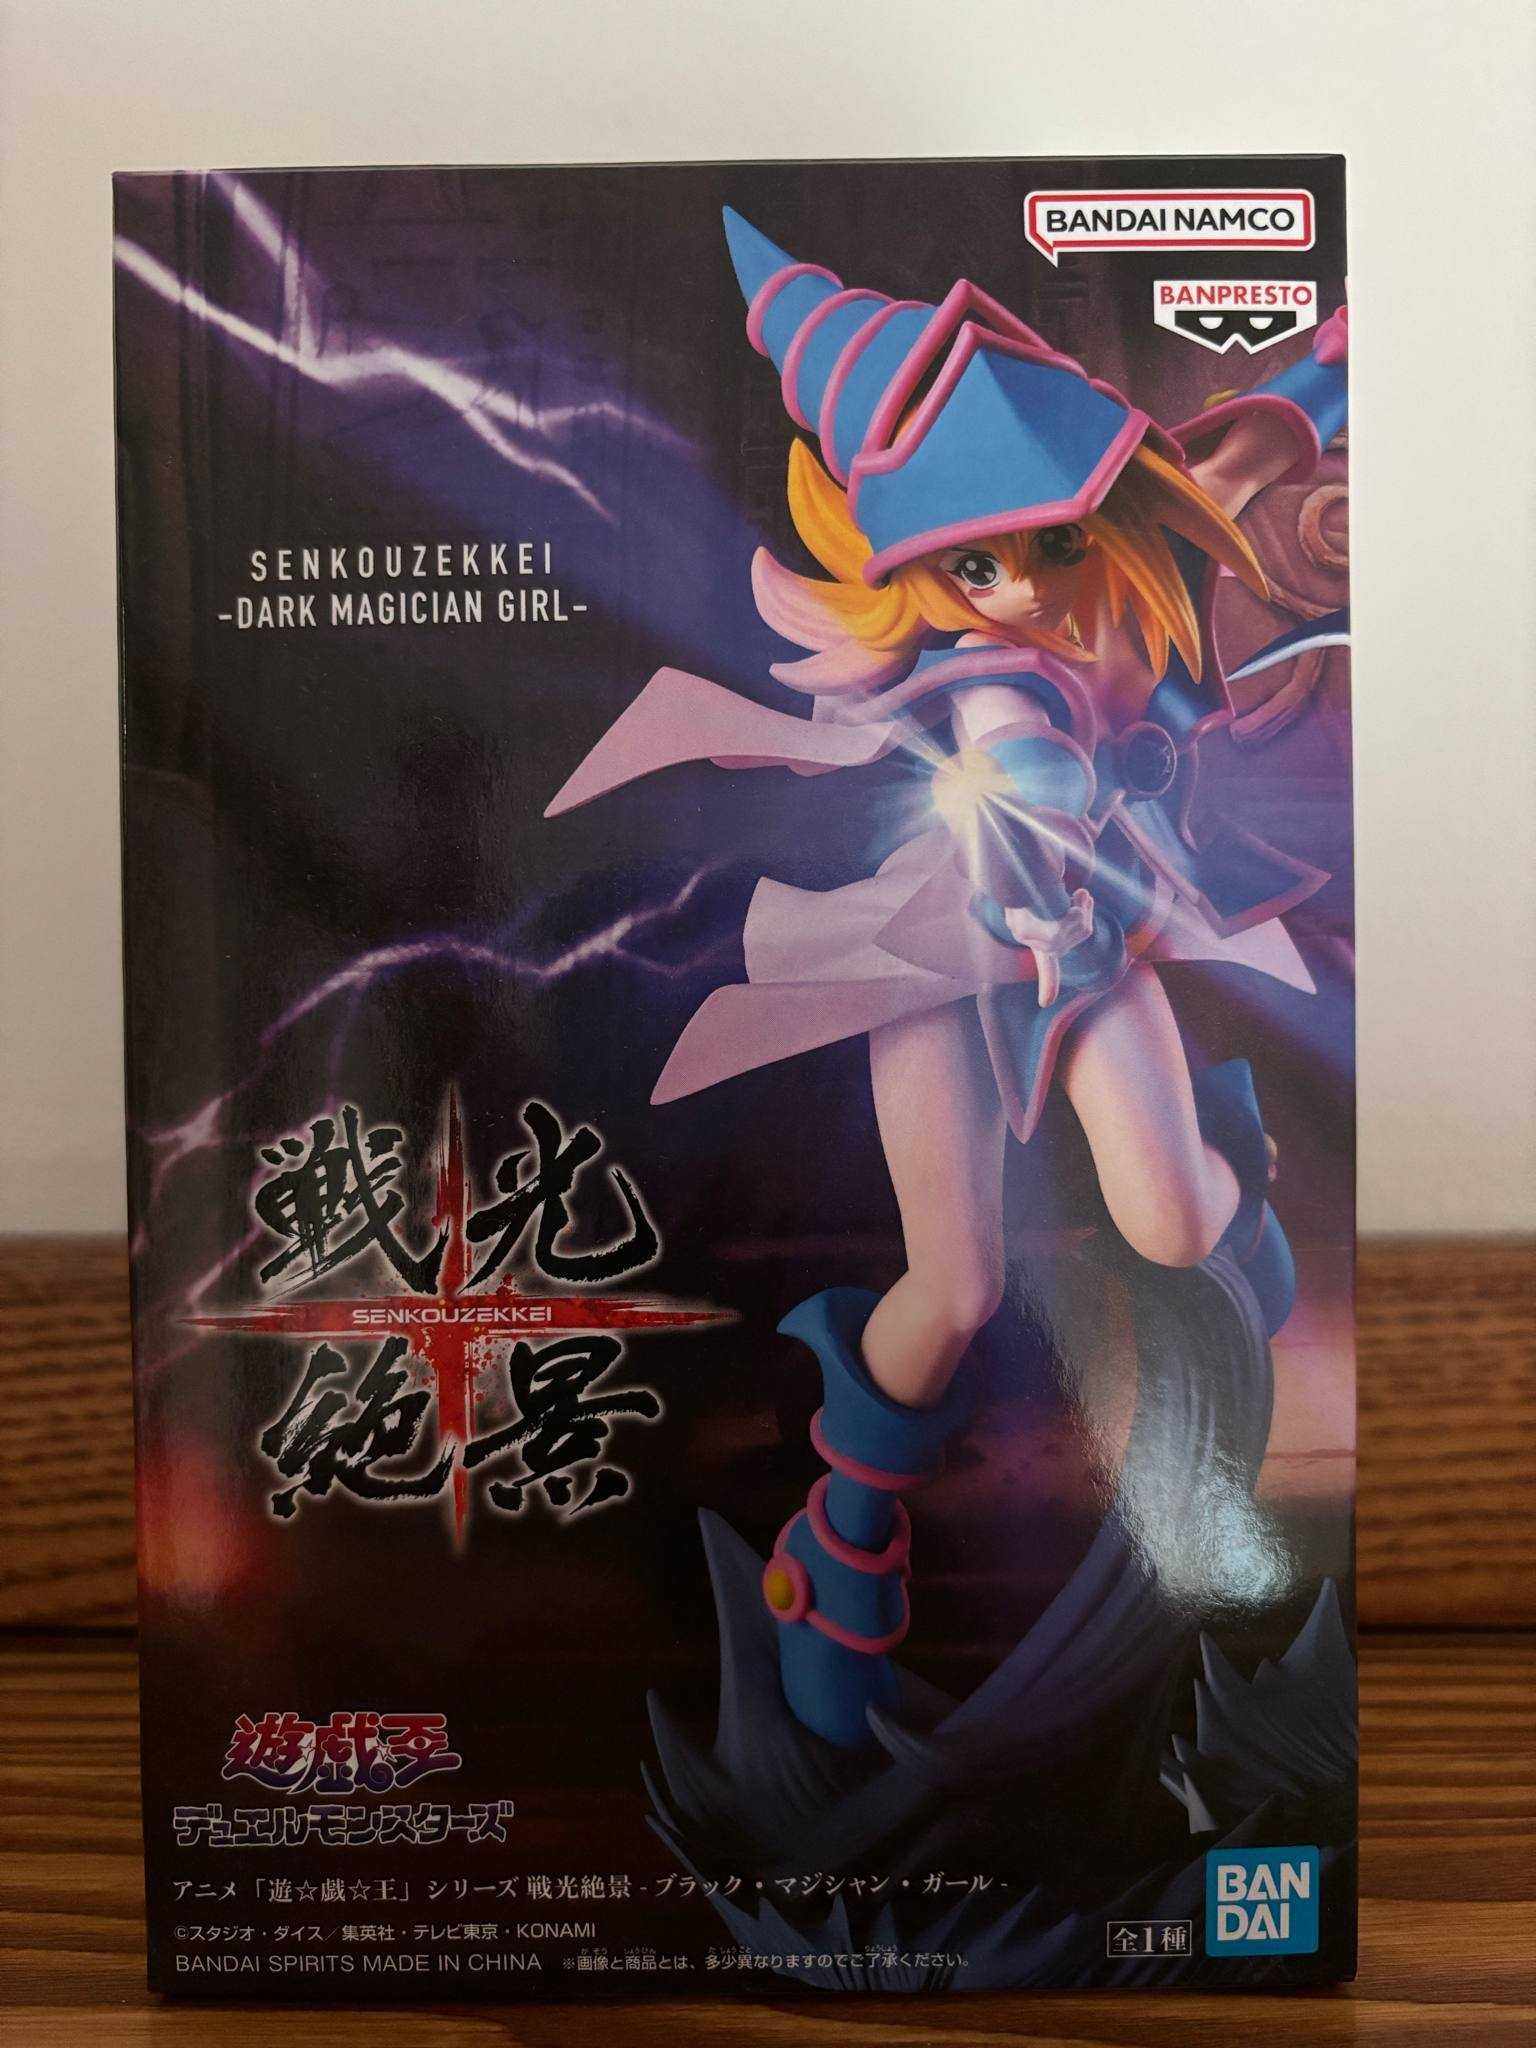 BANDAI NAMCO
BANPRESTO
SENKOUZEKKEI
-DARK MAGICIAN GIRL-
戦光
SENKOUZEKKEI
絶景
遊☆戯☆王
デュエルモンスターズ
アニメ「遊☆戯☆王」シリーズ 戦光絶景 -ブラック・マジシャン・ガール-
©スタジオ・ダイス／集英社・テレビ東京・KONAMI
BANDAI SPIRITS MADE IN CHINA ※画像と商品とは、多少異なりますのでご了承ください。
全1種
BAN
DAI